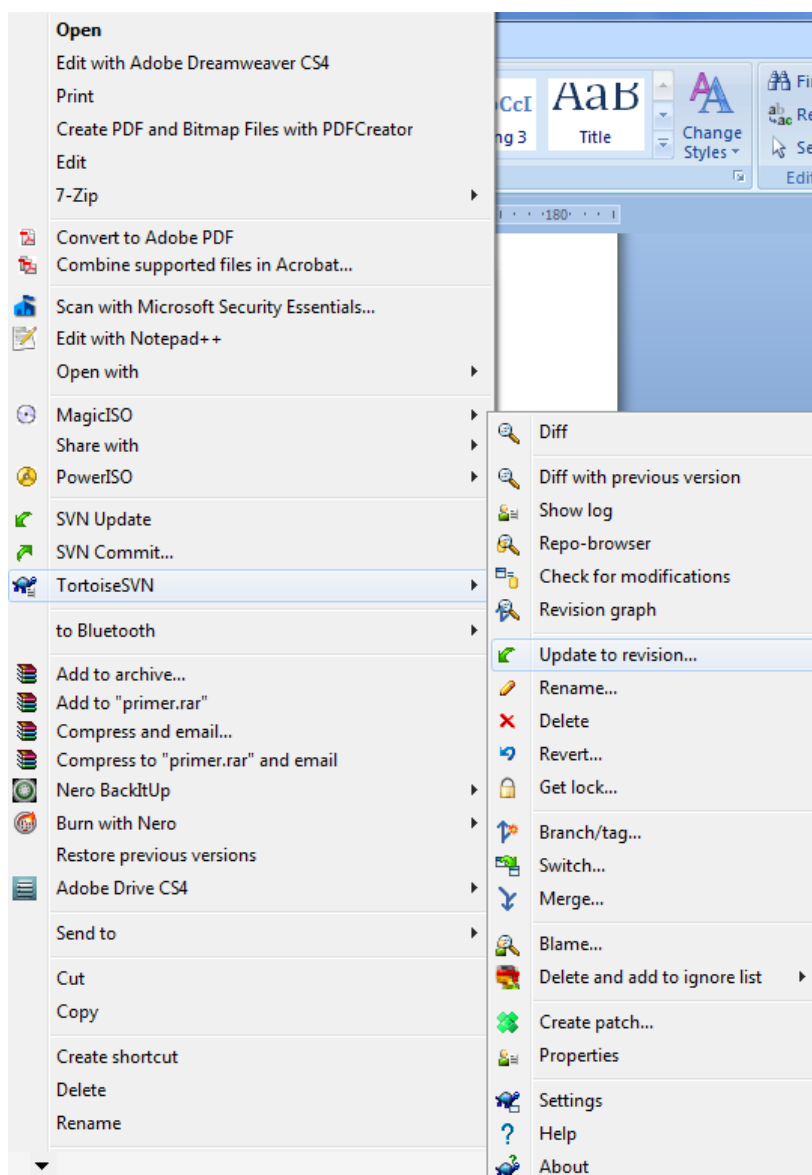 Open
Edit with Adobe Dreamweaver CS4
Print
Create PDF and Bitmap Files with PDFCreator
Edit
7-Zip
Convert to Adobe PDF
Combine supported files in Acrobat...
Scan with Microsoft Security Essentials...
Edit with Notepad++
Open with
MagicISO
Share with
PowerISO
SVN Update
SVN Commit...
TortoiseSVN
to Bluetooth
Add to archive...
Add to "primer.rar"
Compress and email...
Compress to "primer.rar" and email
Nero BackItUp
Burn with Nero
Restore previous versions
Adobe Drive CS4
Send to
Cut
Copy
Create shortcut
Delete
Rename
AaB
Title
Change
Styles
180
Diff
Diff with previous version
Show log
Repo-browser
Check for modifications
Revision graph
Update to revision...
Rename...
Delete
Revert...
Get lock...
Branch/tag...
Switch...
Merge...
Blame...
Delete and add to ignore list
Create patch...
Properties
Settings
Help
About